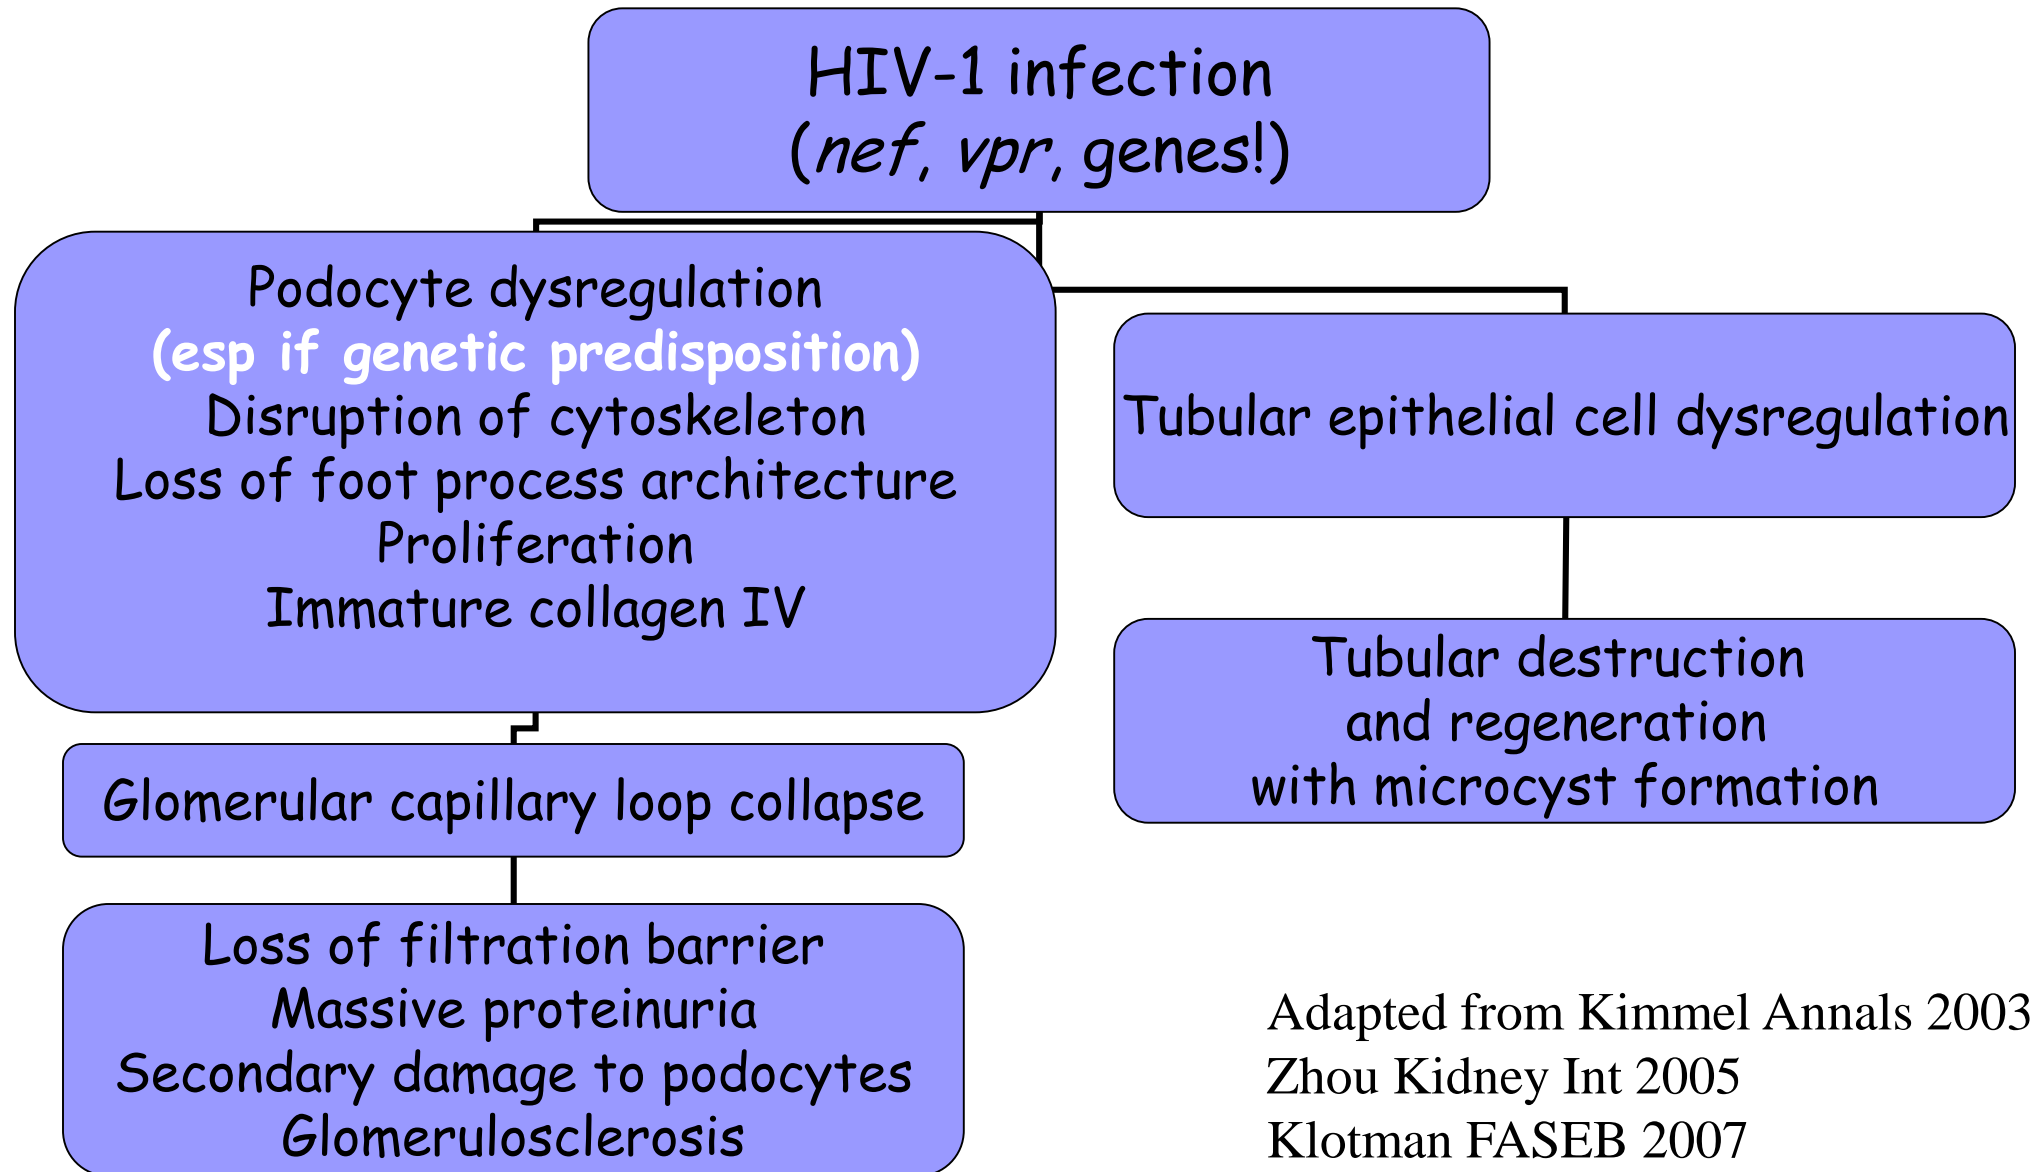 HIV-1 infection
(nef, vpr, genes!)
Podocyte dysregulation
(esp if genetic predisposition)
Disruption of cytoskeleton
Loss of foot process architecture
Proliferation
Immature collagen IV
Glomerular capillary loop collapse
Loss of filtration barrier
Massive proteinuria
Secondary damage to podocytes
Glomerulosclerosis
Tubular epithelial cell dysregulation
Tubular destruction
and regeneration
with microcyst formation
Adapted from Kimmel Annals 2003
Zhou Kidney Int 2005
Klotman FASEB 2007